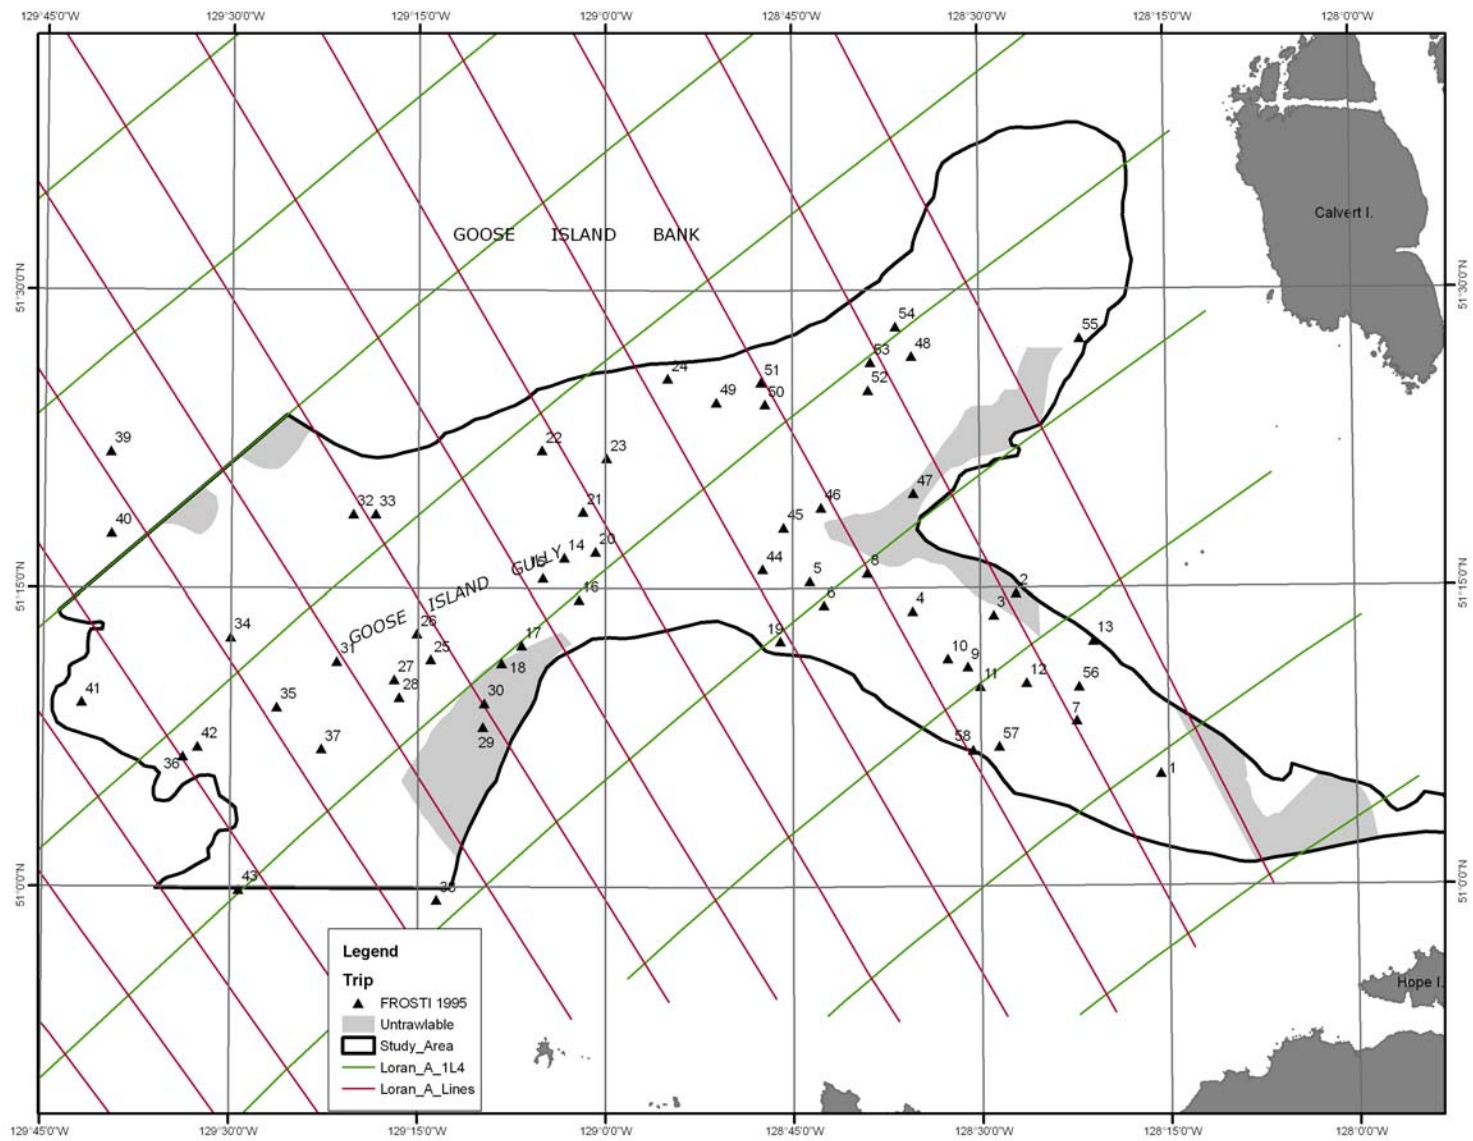 129°45'0"W 129°30'0"W 129°15'0"W 129°0'0"W 128°45'0"W 128°30'0"W 128°15'0"W 128°0'0"W
Calvert I.
GOOSE ISLAND BANK
51°30'0"N 51°30'0"N
54
55
53 48
51
24
52
49 50
39
22 23
47
46
32 33
21
45
40
14 20
15
GOOSE ISLAND GULLY
44 5 8
16
2
6 4 3
34 26
13
17 19
31 25
18
10 9
27
28
11 12 56
41
30
35
7
42 37
29
58 57
36
1
51°15'0"N 51°15'0"N
43 38
51°0'0"N 51°0'0"N
Legend
Trip
FROSTI 1995
Untrawlable
Study_Area
Loran_A_1L4
Loran_A_Lines
Hope I.
129°45'0"W 129°30'0"W 129°15'0"W 129°0'0"W 128°45'0"W 128°30'0"W 128°15'0"W 128°0'0"W